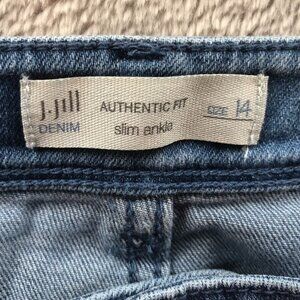 J.Jill
DENIM
AUTHENTIC FIT
slim ankle
SIZE 14